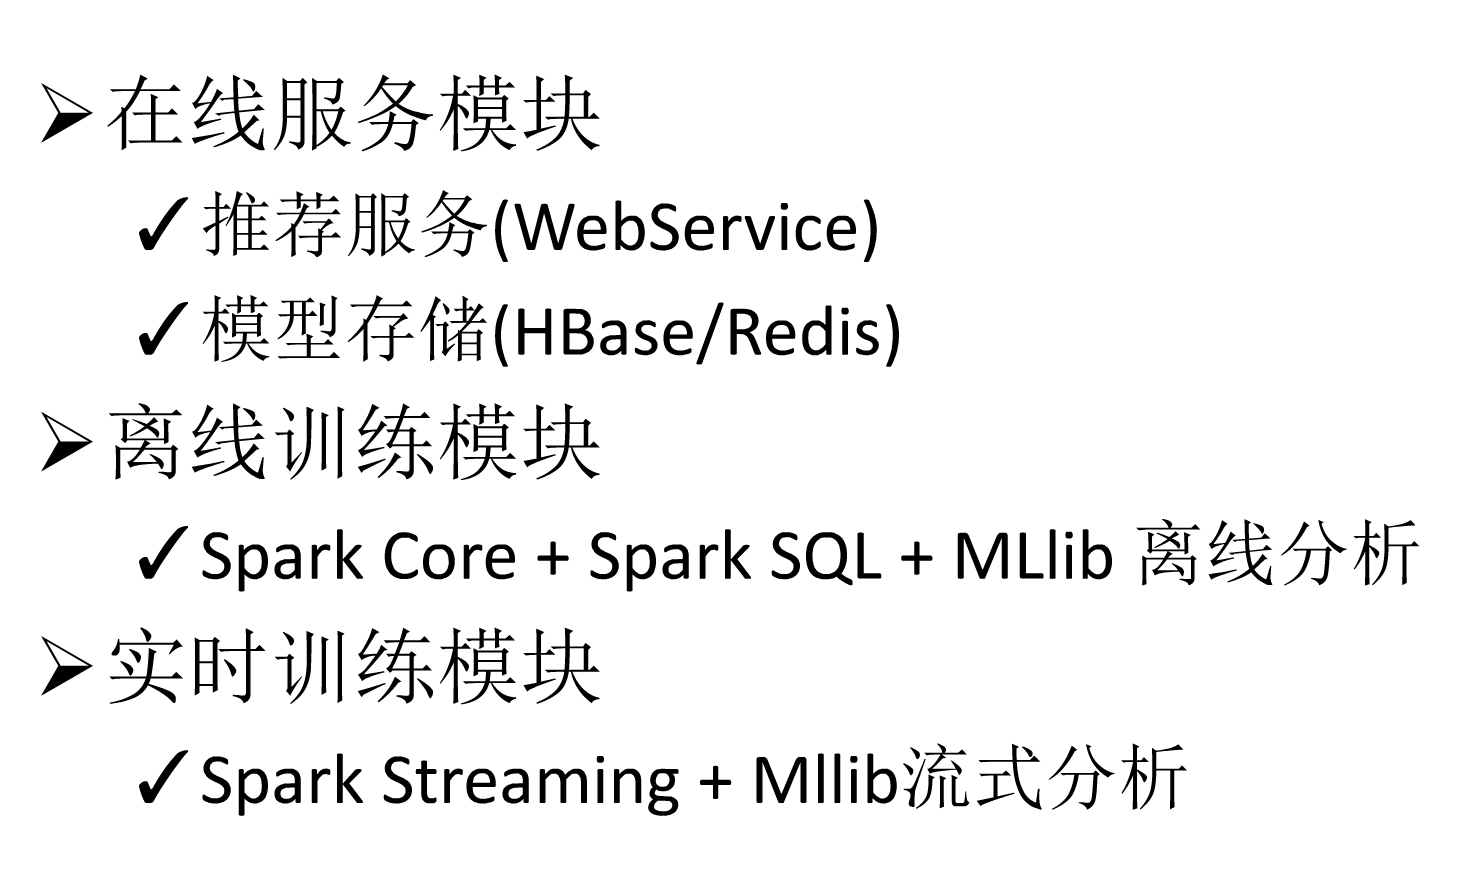 ➢在线服务模块
✓推荐服务(WebService)
✓模型存储(HBase/Redis)
➢离线训练模块
✓Spark Core + Spark SQL + MLlib 离线分析
➢实时训练模块
✓Spark Streaming + Mllib流式分析